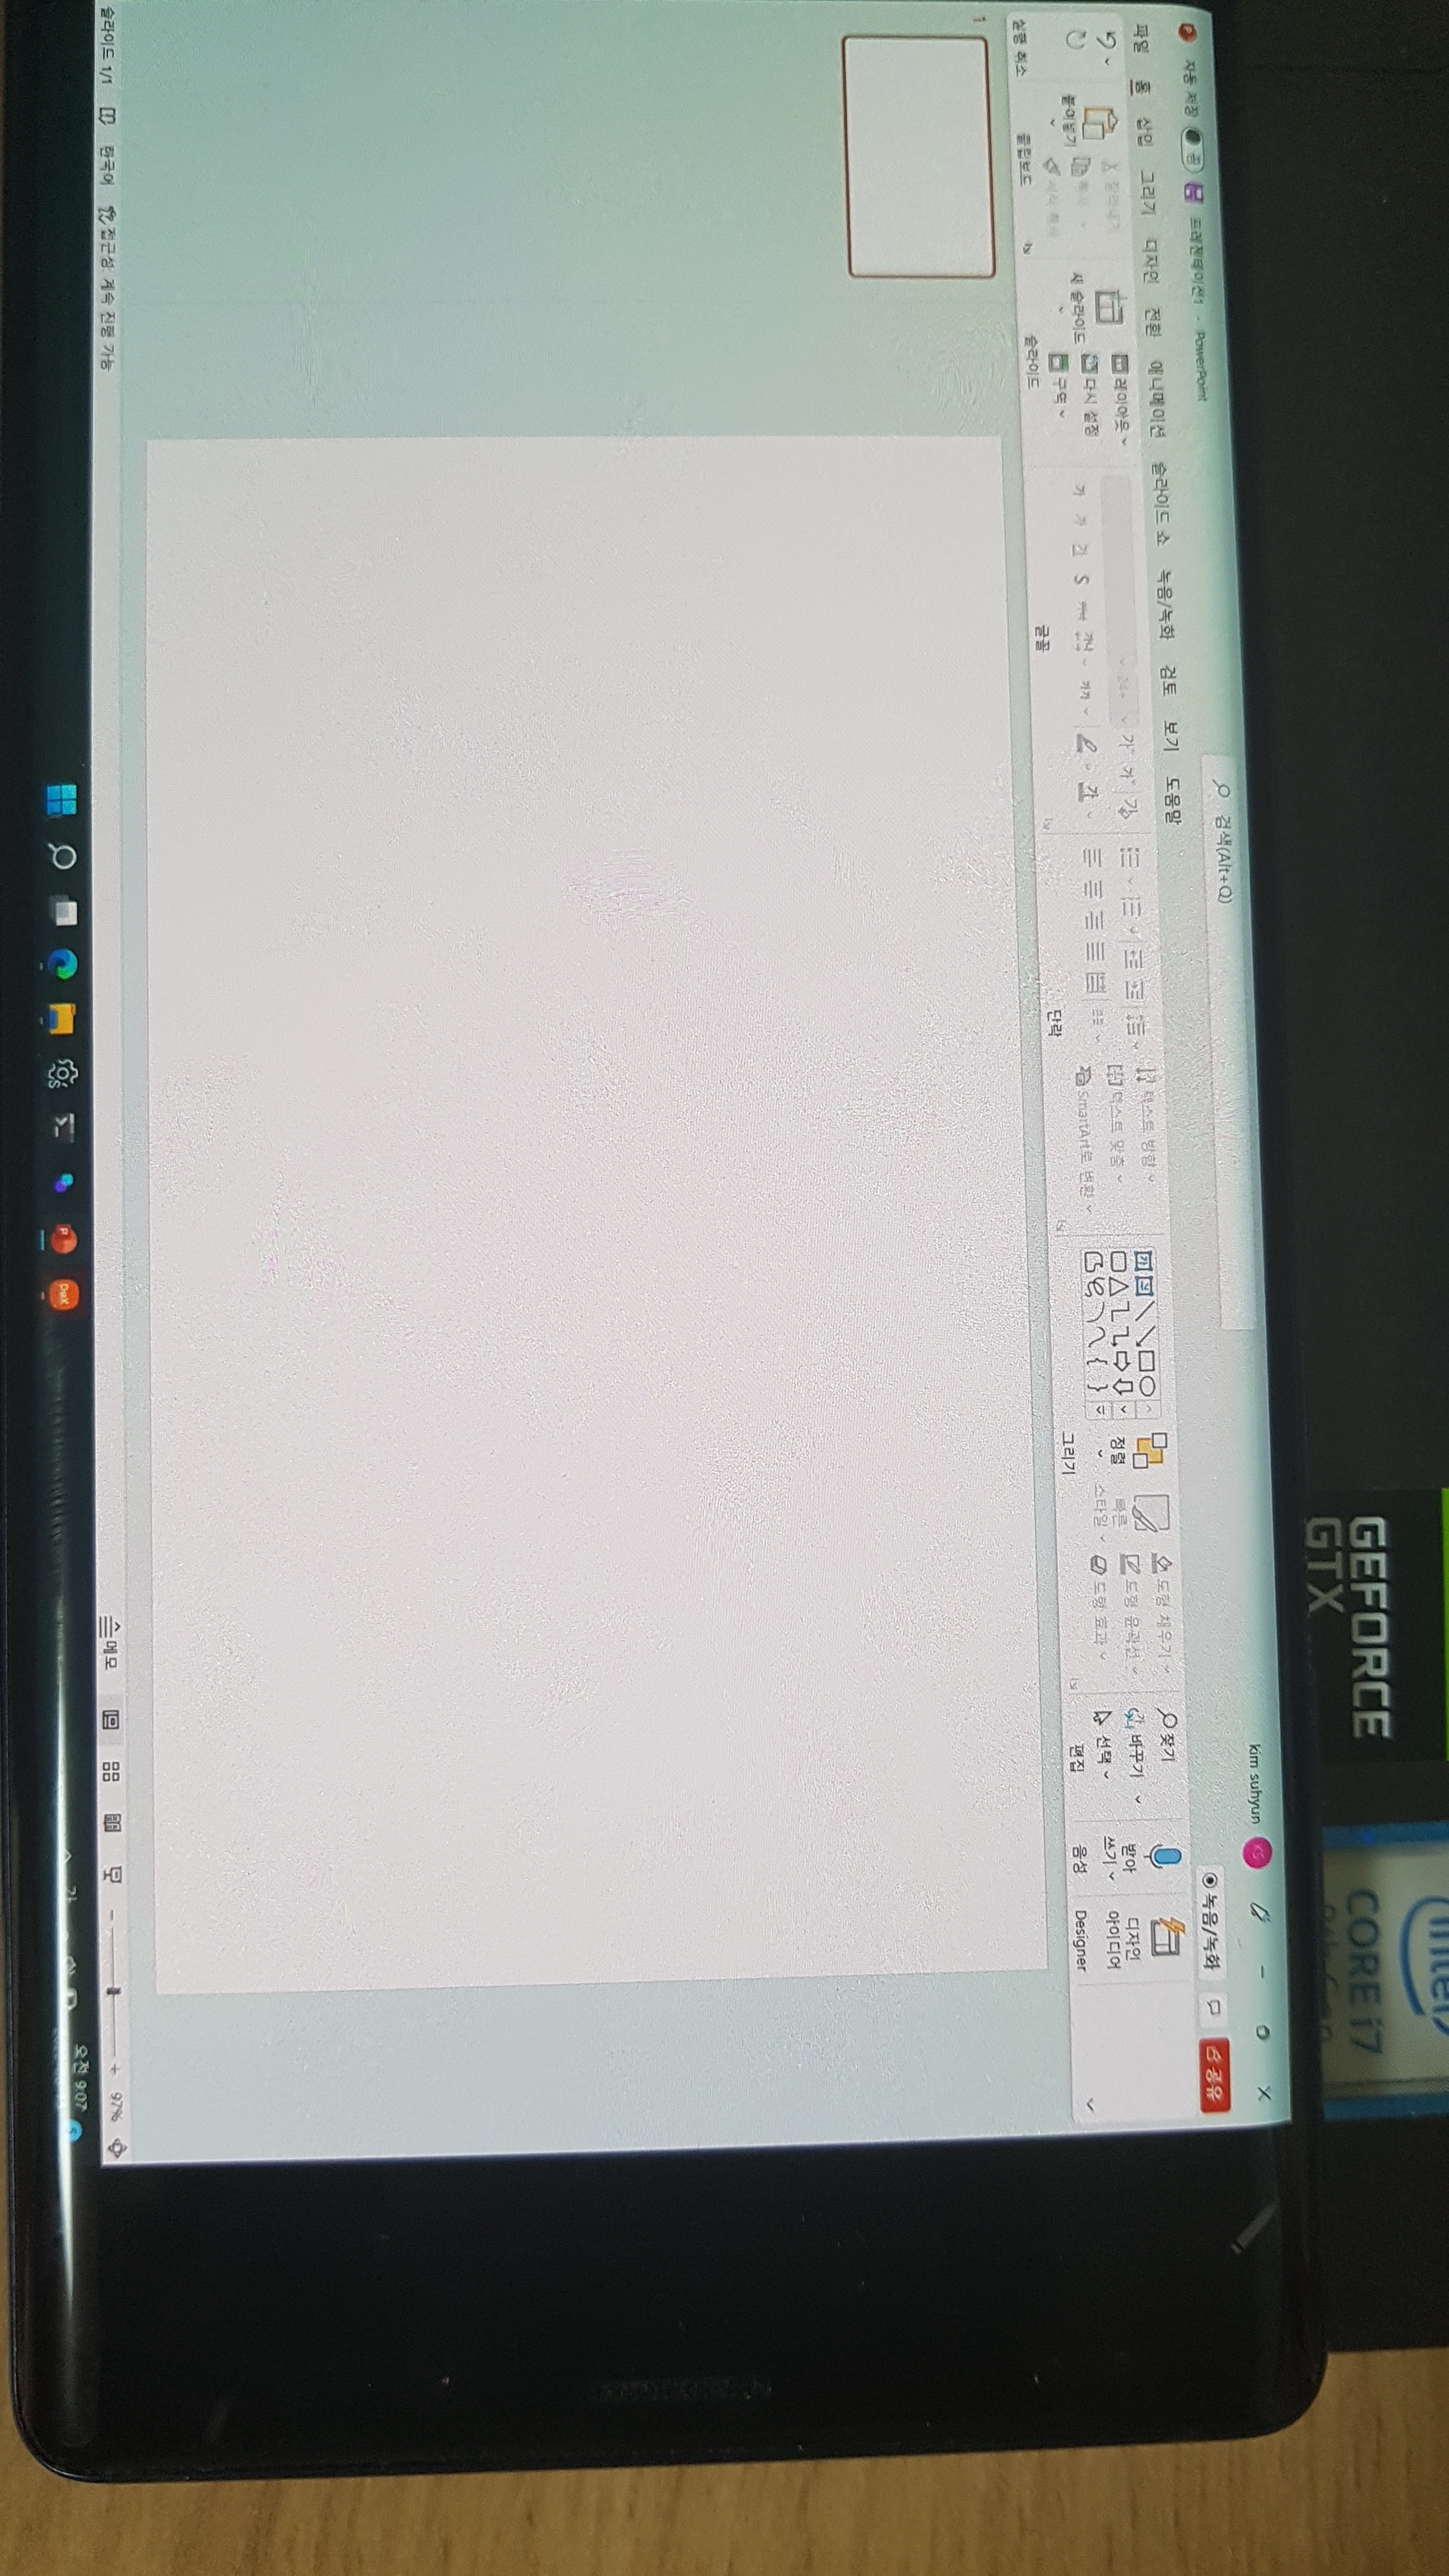 자동 저장 프레젠테이션1 - PowerPoint
검색(Alt+Q)
kim suhyun
파일 홈 삽입 그리기 디자인 전환 애니메이션 슬라이드 쇼 녹음/녹화 검토 보기 도움말
녹음/녹화 공유
붙여넣기
새 슬라이드
레이아웃
다시 설정
구역
텍스트 방향
텍스트 맞춤
SmartArt로 변환
정렬
빠른
스타일
도형 채우기
도형 윤곽선
도형 효과
찾기
바꾸기
선택
받아
쓰기
디자인
아이디어
실행 취소 클립보드 슬라이드 글꼴 단락 그리기 편집 음성 Designer
1
슬라이드 1/1 한국어 접근성: 계속 진행 가능 메모 97%
DeX
오전 9:07
GEFORCE
GTX
intel
CORE i7